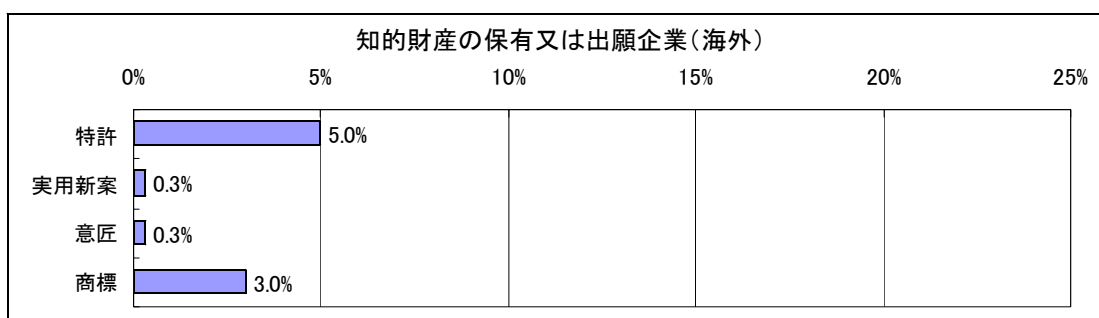 知的財産の保有又は出願企業（海外）
0% 5% 10% 15% 20% 25%
特許 5.0%
実用新案 0.3%
意匠 0.3%
商標 3.0%